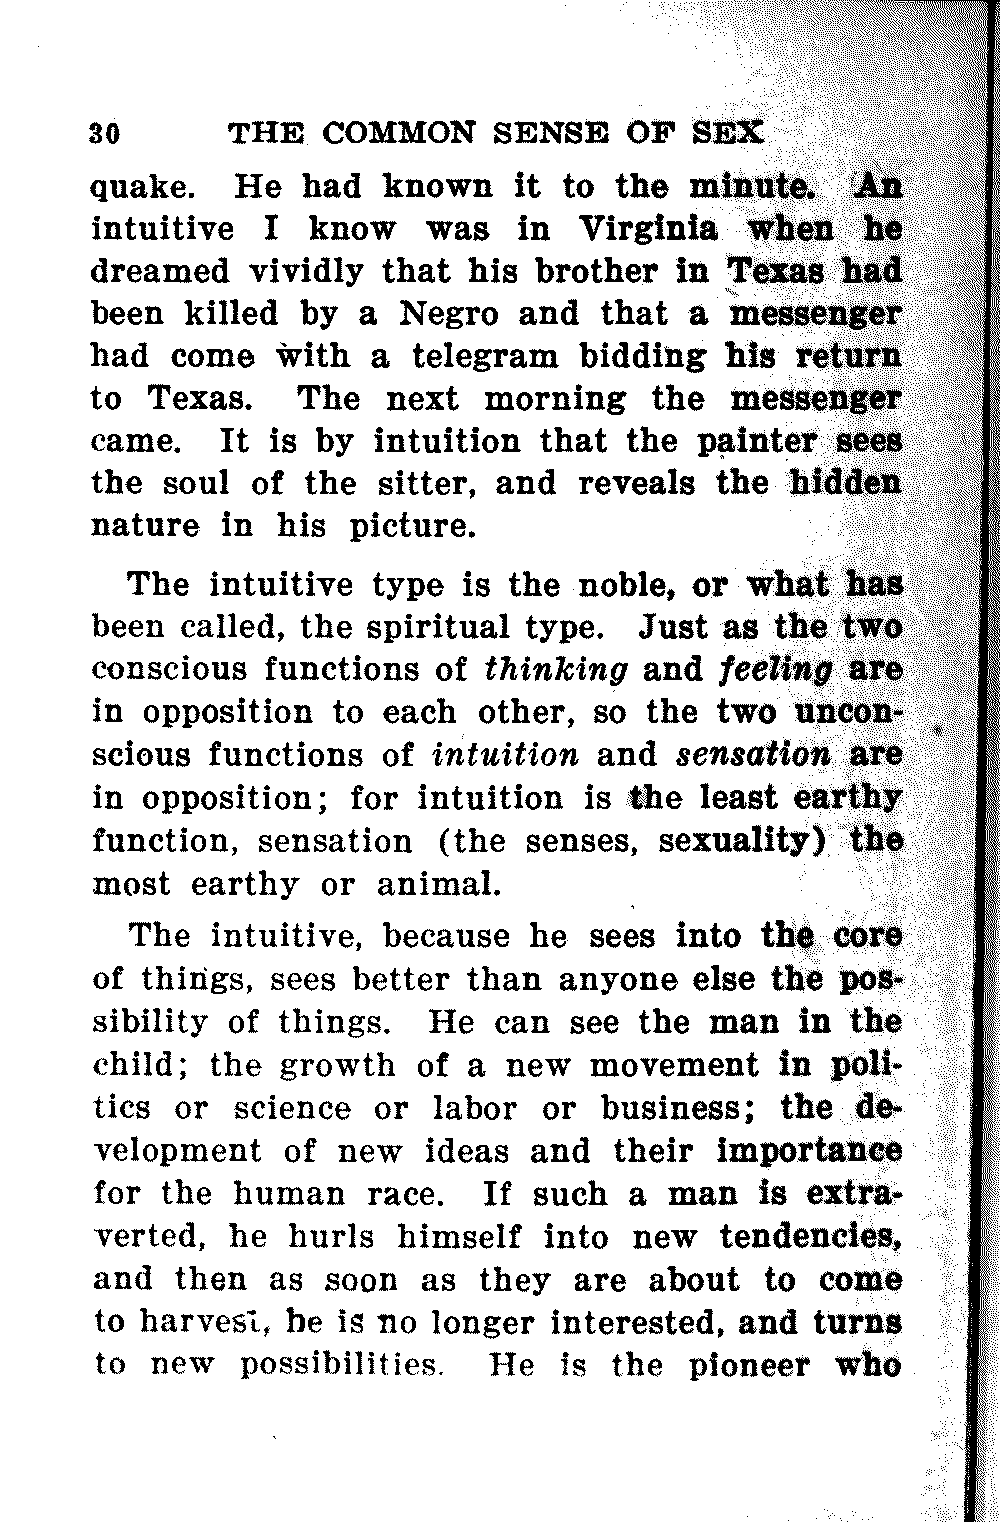 30 THE COMMON SENSE OF SEX
quake. He had known it to the minute. An
intuitive I know was in Virginia when he
dreamed vividly that his brother in Texas had
been killed by a Negro and that a messenger
had come with a telegram bidding his return
to Texas. The next morning the messenger
came. It is by intuition that the painter sees
the soul of the sitter, and reveals the hidden
nature in his picture.
The intuitive type is the noble, or what has
been called, the spiritual type. Just as the two
conscious functions of thinking and feeling are
in opposition to each other, so the two uncon-
scious functions of intuition and sensation are
in opposition; for intuition is the least earthy
function, sensation (the senses, sexuality) the
most earthy or animal.
The intuitive, because he sees into the core
of things, sees better than anyone else the pos-
sibility of things. He can see the man in the
child; the growth of a new movement in poli-
tics or science or labor or business; the de-
velopment of new ideas and their importance
for the human race. If such a man is extra-
verted, he hurls himself into new tendencies,
and then as soon as they are about to come
to harvest, he is no longer interested, and turns
to new possibilities. He is the pioneer who